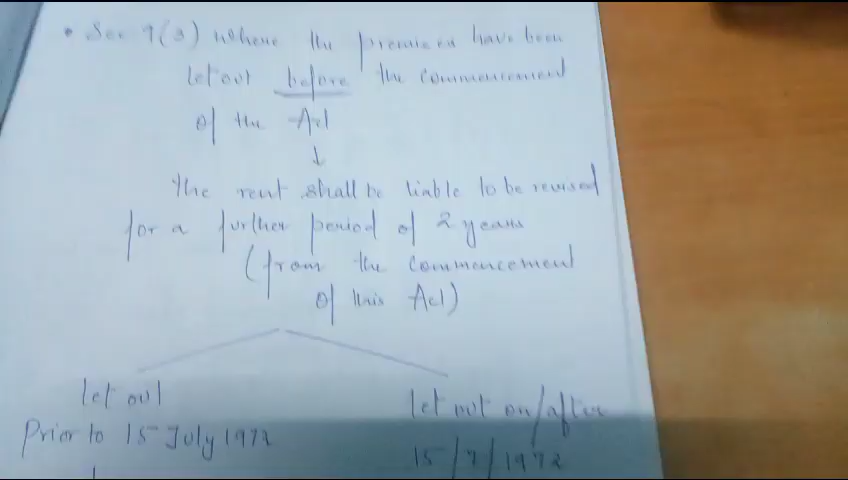 • Sec 9(3) where the premises have been
let out before the commencement
of the Act
↓
the rent shall be liable to be revised
for a further period of 2 years
(from the commencement
of this Act)
let out
Prior to 15 July 1972
let out on/after
15/7/1972